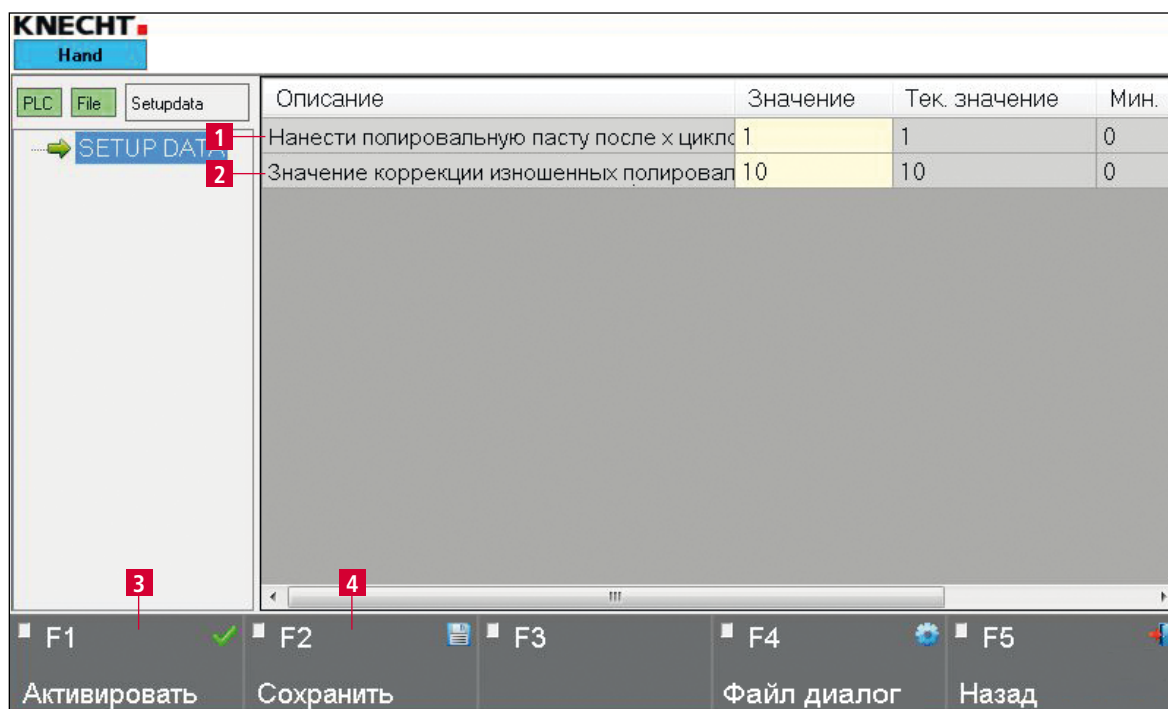 KNECHT
Hand
PLC File Setupdata
Описание Значение Тек. значение Мин.
SETUP DATA
1 Нанести полировальную пасту после х цикло 1 1 0
2 Значение коррекции изношенных полировал 10 10 0
3 4
F1 F2 F3 F4 F5
Активировать Сохранить Файл диалог Назад